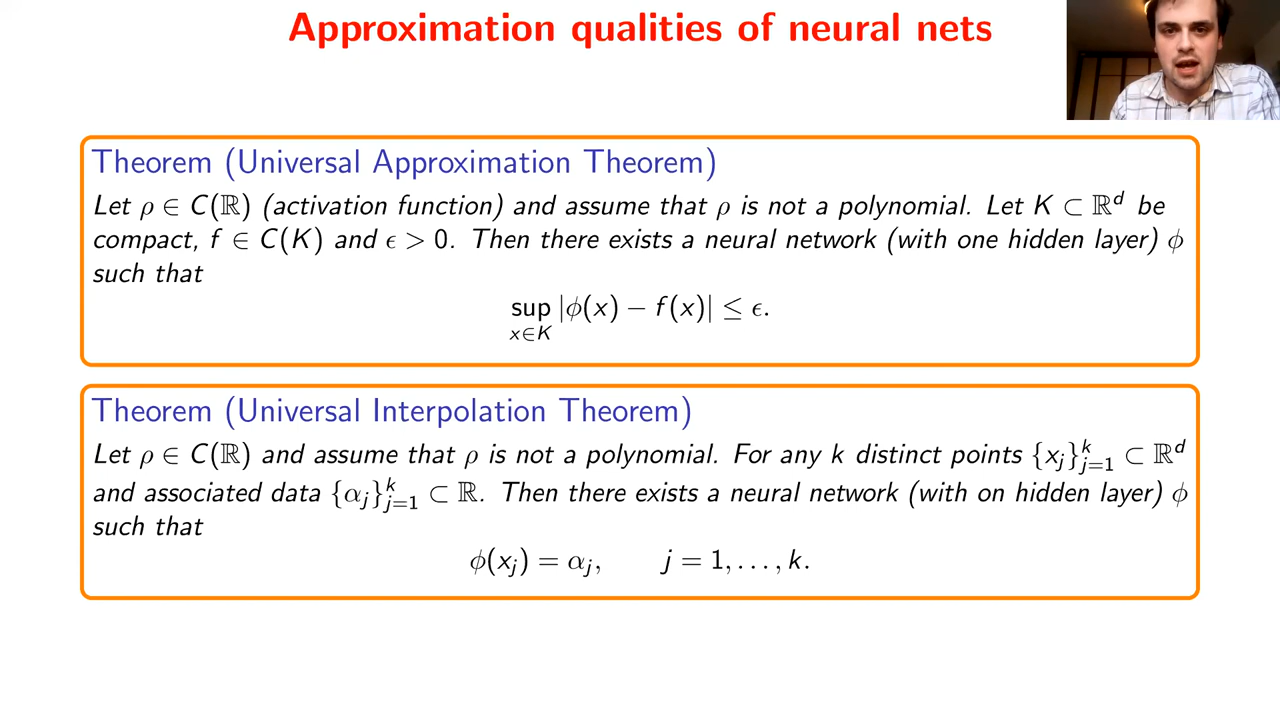 Approximation qualities of neural nets
Theorem (Universal Approximation Theorem)
Let ρ ∈ C(ℝ) (activation function) and assume that ρ is not a polynomial. Let K ⊂ ℝ^d be
compact, f ∈ C(K) and ϵ > 0. Then there exists a neural network (with one hidden layer) ϕ
such that
sup_{x∈K} |ϕ(x) − f(x)| ≤ ϵ.
Theorem (Universal Interpolation Theorem)
Let ρ ∈ C(ℝ) and assume that ρ is not a polynomial. For any k distinct points {x_j}_{j=1}^k ⊂ ℝ^d
and associated data {α_j}_{j=1}^k ⊂ ℝ. Then there exists a neural network (with on hidden layer) ϕ
such that
ϕ(x_j) = α_j, j = 1, . . . , k.